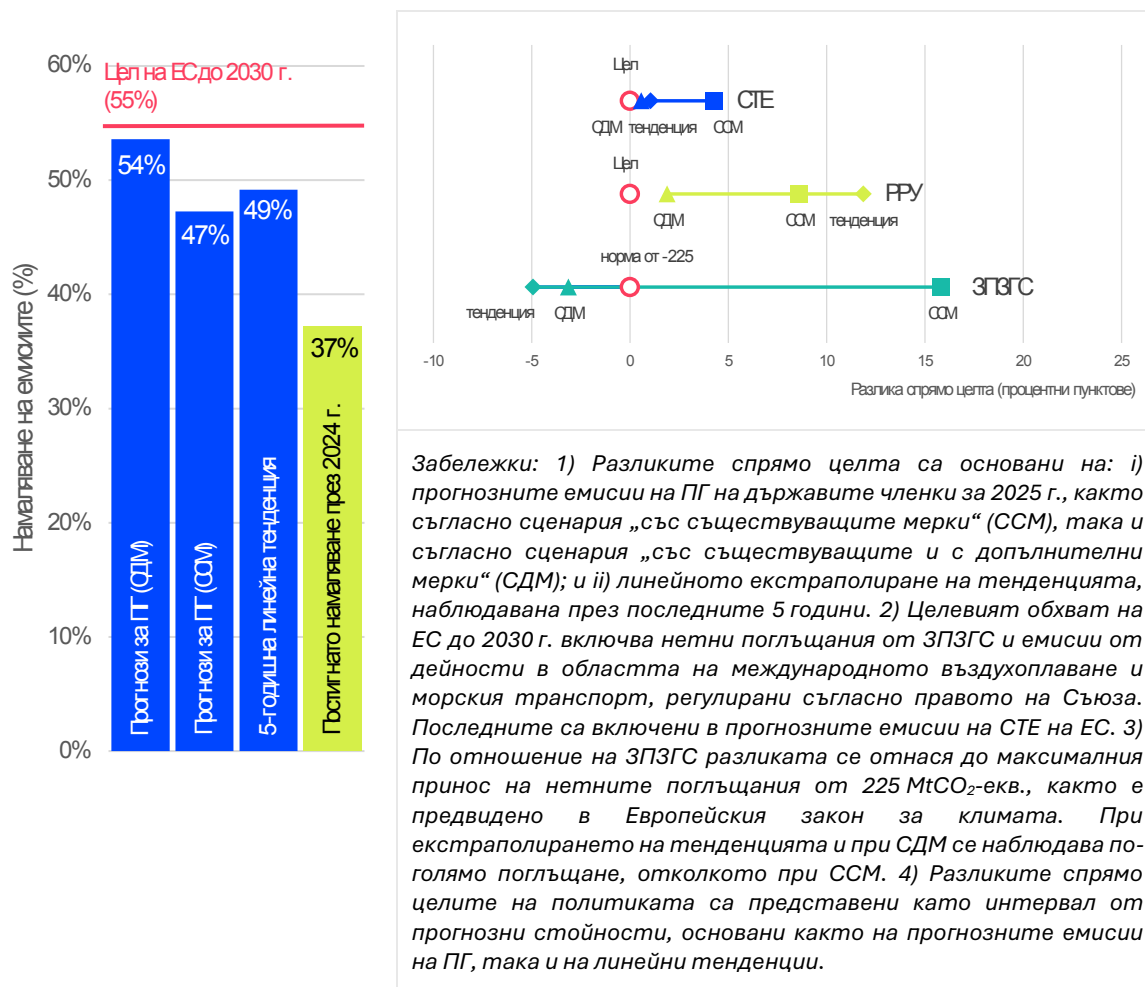 60%
50%
40%
30%
20%
10%
0%
Намаляване на емисиите (%)
Цел на ЕС до 2030 г.
(55%)
54%
47%
49%
37%
Прогнози за ПГ (СДМ)
Прогнози за ПГ (ССМ)
5-годишна линейна тенденция
Постигнато намаляване през 2024 г.
Цел
СТЕ
СДМ тенденция ССМ
Цел
РРУ
СДМ ССМ тенденция
норма от -225
ЗПЗГС
тенденция СДМ ССМ
-10 -5 0 5 10 15 20 25
Разлика спрямо целта (процентни пунктове)
Забележки: 1) Разликите спрямо целта са основани на: i)
прогнозните емисии на ПГ на държавите членки за 2025 г., както
съгласно сценария „със съществуващите мерки“ (ССМ), така и
съгласно сценария „със съществуващите и с допълнителни
мерки“ (СДМ); и ii) линейното екстраполиране на тенденцията,
наблюдавана през последните 5 години. 2) Целевият обхват на
ЕС до 2030 г. включва нетни поглъщания от ЗПЗГС и емисии от
дейности в областта на международното въздухоплаване и
морския транспорт, регулирани съгласно правото на Съюза.
Последните са включени в прогнозните емисии на СТЕ на ЕС. 3)
По отношение на ЗПЗГС разликата се отнася до максималния
принос на нетните поглъщания от 225 MtCO₂-екв., както е
предвидено в Европейския закон за климата. При
екстраполирането на тенденцията и при СДМ се наблюдава по-
голямо поглъщане, отколкото при ССМ. 4) Разликите спрямо
целите на политиката са представени като интервал от
прогнозни стойности, основани както на прогнозните емисии
на ПГ, така и на линейни тенденции.